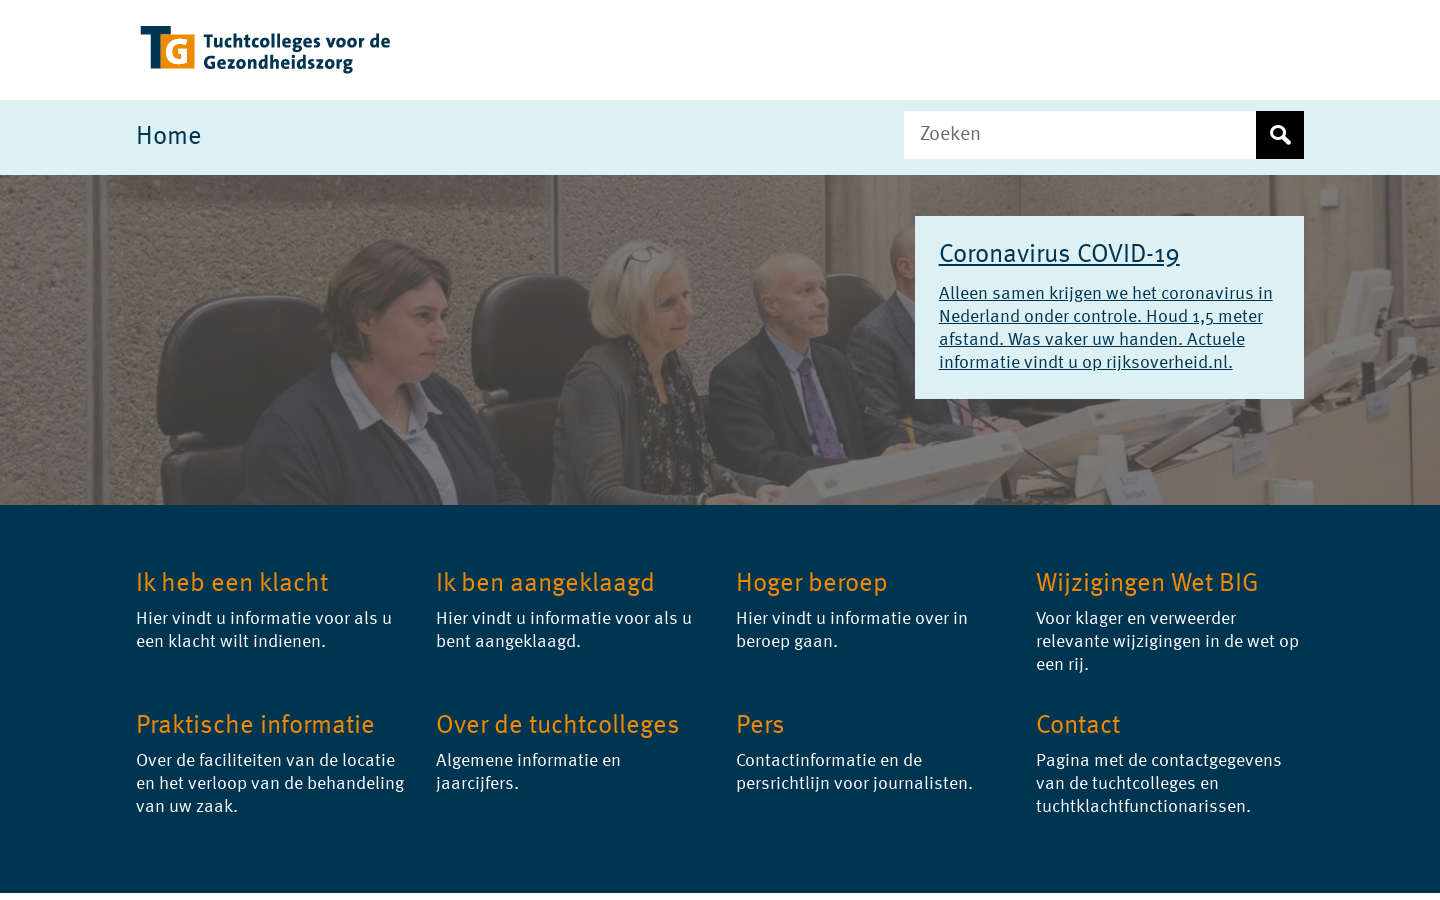 TG Tuchtcolleges voor de
Gezondheidszorg
Home
Zoeken
Coronavirus COVID-19
Alleen samen krijgen we het coronavirus in
Nederland onder controle. Houd 1,5 meter
afstand. Was vaker uw handen. Actuele
informatie vindt u op rijksoverheid.nl.
Ik heb een klacht
Hier vindt u informatie voor als u
een klacht wilt indienen.
Ik ben aangeklaagd
Hier vindt u informatie voor als u
bent aangeklaagd.
Hoger beroep
Hier vindt u informatie over in
beroep gaan.
Wijzigingen Wet BIG
Voor klager en verweerder
relevante wijzigingen in de wet op
een rij.
Praktische informatie
Over de faciliteiten van de locatie
en het verloop van de behandeling
van uw zaak.
Over de tuchtcolleges
Algemene informatie en
jaarcijfers.
Pers
Contactinformatie en de
persrichtlijn voor journalisten.
Contact
Pagina met de contactgegevens
van de tuchtcolleges en
tuchtklachtfunctionarissen.